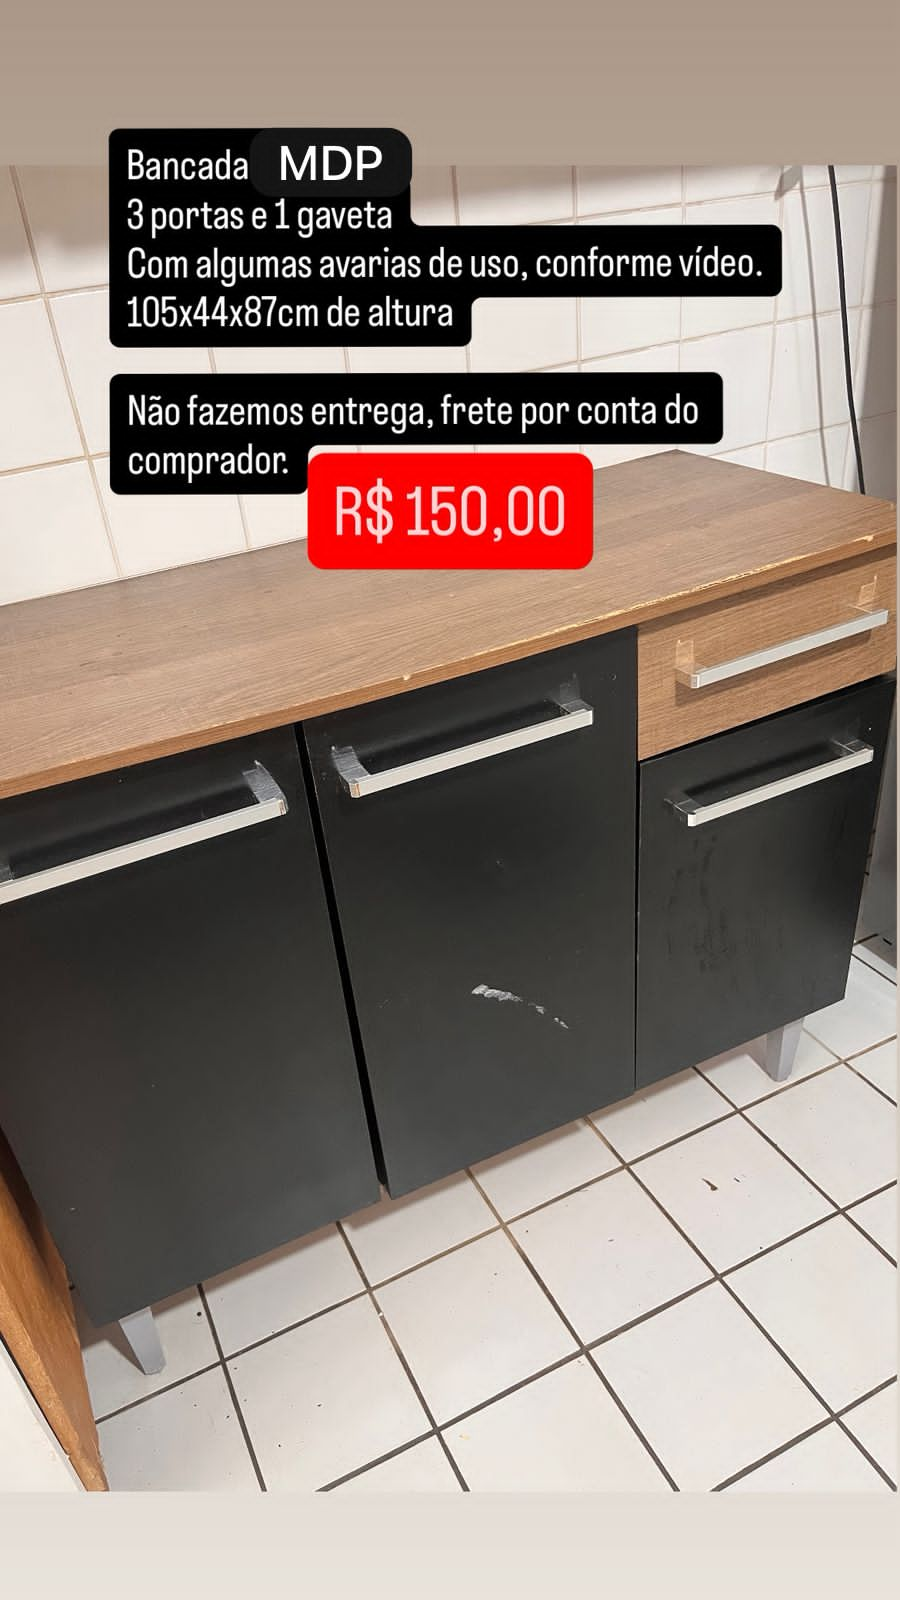 Bancada MDP
3 portas e 1 gaveta
Com algumas avarias de uso, conforme vídeo.
105x44x87cm de altura
Não fazemos entrega, frete por conta do
comprador.
R$ 150,00